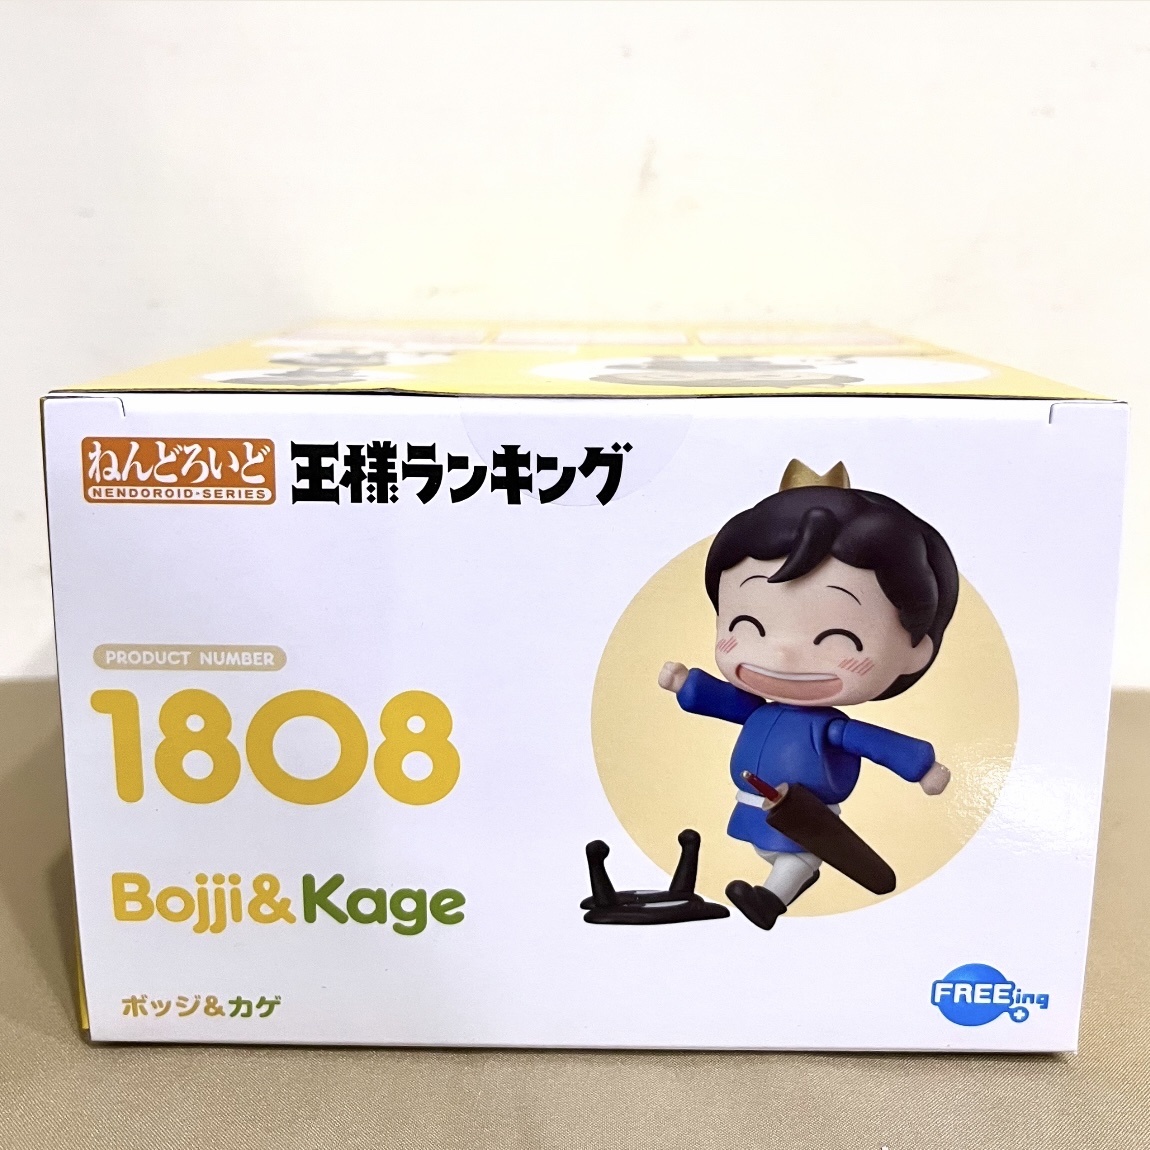 ねんどろいど
NENDOROID・SERIES
王様ランキング
PRODUCT NUMBER
1808
Bojji&Kage
ボッジ&カゲ
FREEing